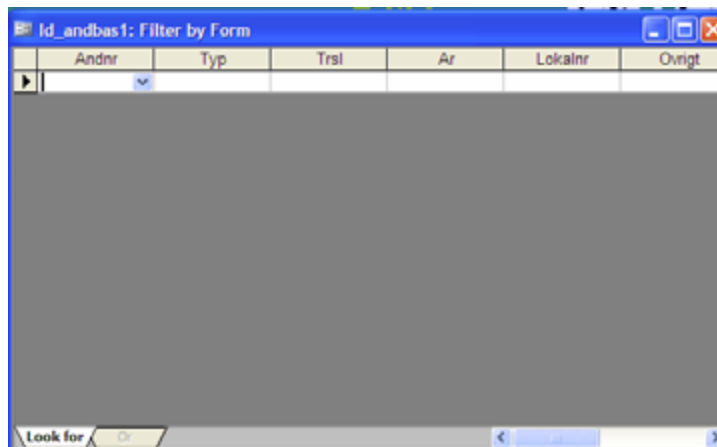 ld_andbas1: Filter by Form
Andnr Typ Trsl Ar Lokalnr Ovrigt
Look for Or